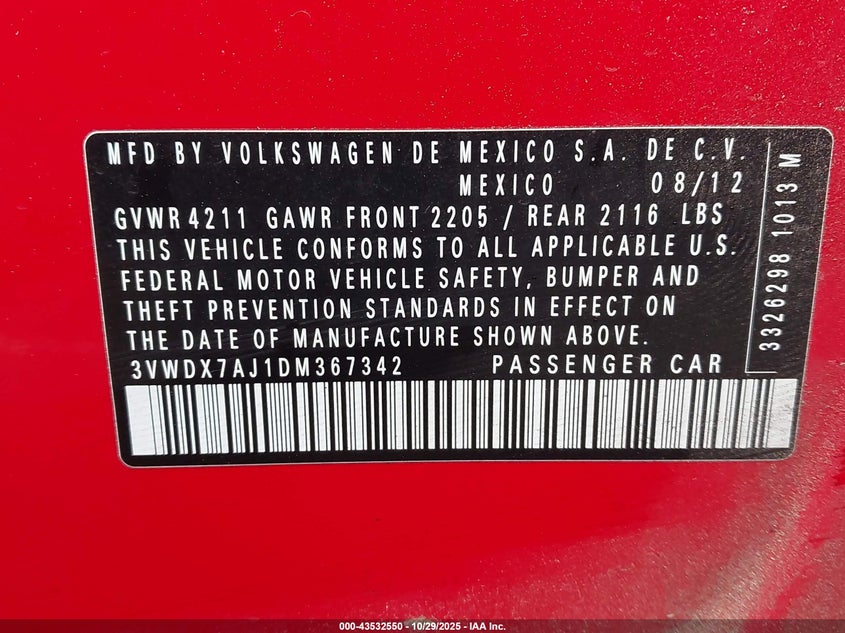 MFD BY VOLKSWAGEN DE MEXICO S.A. DE C.V.
MEXICO 08/12
GVWR 4211 GAWR FRONT 2205 / REAR 2116 LBS
THIS VEHICLE CONFORMS TO ALL APPLICABLE U.S.
FEDERAL MOTOR VEHICLE SAFETY, BUMPER AND
THEFT PREVENTION STANDARDS IN EFFECT ON
THE DATE OF MANUFACTURE SHOWN ABOVE.
3VWDX7AJ1DM367342 PASSENGER CAR
3326298 1013 M
000-43532550 - 10/29/2025 - IAA Inc.